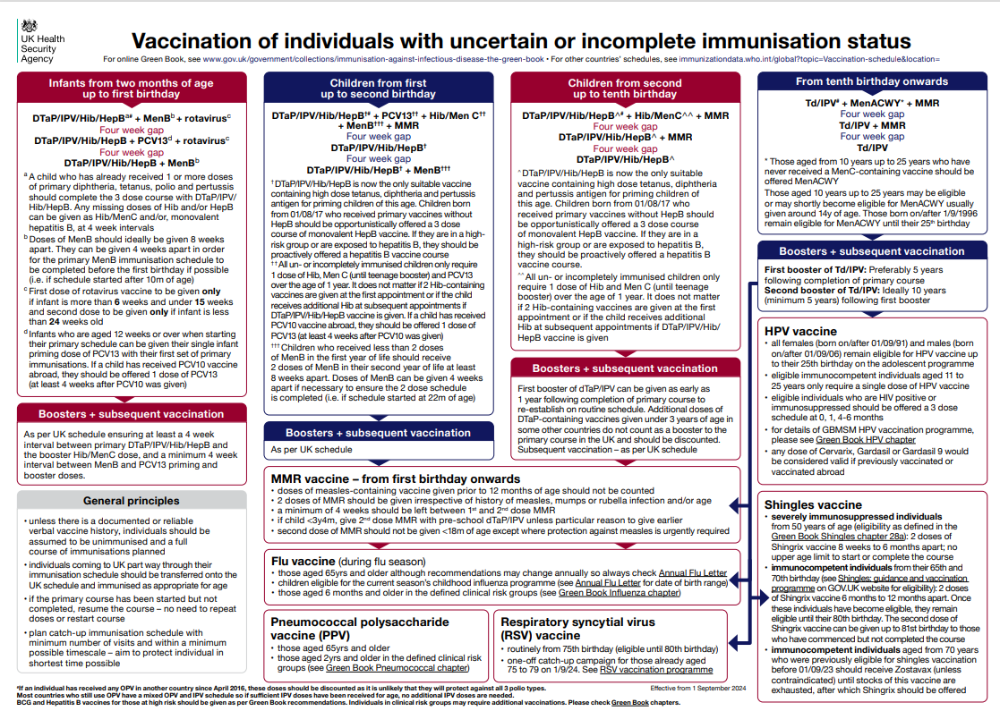 UK Health
Security
Agency
Vaccination of individuals with uncertain or incomplete immunisation status
For online Green Book, see www.gov.uk/government/collections/immunisation-against-infectious-disease-the-green-book • For other countries' schedules, see immunizationdata.who.int/global?topic=Vaccination-schedule&location=
Infants from two months of age
up to first birthday
DTaP/IPV/Hib/HepBᵃ# + MenBᵇ + rotavirusᶜ
Four week gap
DTaP/IPV/Hib/HepB + PCV13ᵈ + rotavirusᶜ
Four week gap
DTaP/IPV/Hib/HepB + MenBᵇ
ᵃ A child who has already received 1 or more doses
of primary diphtheria, tetanus, polio and pertussis
should complete the 3 dose course with DTaP/IPV/
Hib/HepB. Any missing doses of Hib and/or HepB
can be given as Hib/MenC and/or, monovalent
hepatitis B, at 4 week intervals
ᵇ Doses of MenB should ideally be given 8 weeks
apart. They can be given 4 weeks apart in order
for the primary MenB immunisation schedule to
be completed before the first birthday if possible
(i.e. if schedule started after 10m of age)
ᶜ First dose of rotavirus vaccine to be given only
if infant is more than 6 weeks and under 15 weeks
and second dose to be given only if infant is less
than 24 weeks old
ᵈ Infants who are aged 12 weeks or over when starting
their primary schedule can be given their single infant
priming dose of PCV13 with their first set of primary
immunisations. If a child has received PCV10 vaccine
abroad, they should be offered 1 dose of PCV13
(at least 4 weeks after PCV10 was given)
Boosters + subsequent vaccination
As per UK schedule ensuring at least a 4 week
interval between primary DTaP/IPV/Hib/HepB and
the booster Hib/MenC dose, and a minimum 4 week
interval between MenB and PCV13 priming and
booster doses.
General principles
• unless there is a documented or reliable
verbal vaccine history, individuals should be
assumed to be unimmunised and a full
course of immunisations planned
• individuals coming to UK part way through their
immunisation schedule should be transferred onto the
UK schedule and immunised as appropriate for age
• if the primary course has been started but not
completed, resume the course – no need to repeat
doses or restart course
• plan catch-up immunisation schedule with
minimum number of visits and within a minimum
possible timescale – aim to protect individual in
shortest time possible
Children from first
up to second birthday
DTaP/IPV/Hib/HepB†# + PCV13†† + Hib/Men C††
+ MenB††† + MMR
Four week gap
DTaP/IPV/Hib/HepB†
Four week gap
DTaP/IPV/Hib/HepB† + MenB†††
† DTaP/IPV/Hib/HepB is now the only suitable vaccine
containing high dose tetanus, diphtheria and pertussis
antigen for priming children of this age. Children born
from 01/08/17 who received primary vaccines without
HepB should be opportunistically offered a 3 dose
course of monovalent HepB vaccine. If they are in a high-
risk group or are exposed to hepatitis B, they should be
proactively offered a hepatitis B vaccine course
†† All un- or incompletely immunised children only require
1 dose of Hib, Men C (until teenage booster) and PCV13
over the age of 1 year. It does not matter if 2 Hib-containing
vaccines are given at the first appointment or if the child
receives additional Hib at subsequent appointments if
DTaP/IPV/Hib/HepB vaccine is given. If a child has received
PCV10 vaccine abroad, they should be offered 1 dose of
PCV13 (at least 4 weeks after PCV10 was given)
††† Children who received less than 2 doses
of MenB in the first year of life should receive
2 doses of MenB in their second year of life at least
8 weeks apart. Doses of MenB can be given 4 weeks
apart if necessary to ensure the 2 dose schedule
is completed (i.e. if schedule started at 22m of age)
Boosters + subsequent vaccination
As per UK schedule
Children from second
up to tenth birthday
DTaP/IPV/Hib/HepB^# + Hib/MenC^^ + MMR
Four week gap
DTaP/IPV/Hib/HepB^ + MMR
Four week gap
DTaP/IPV/Hib/HepB^
^ DTaP/IPV/Hib/HepB is now the only suitable
vaccine containing high dose tetanus, diphtheria
and pertussis antigen for priming children
of this age. Children born from 01/08/17 who
received primary vaccines without HepB should
be opportunistically offered a 3 dose course
of monovalent HepB vaccine. If they are in a
high-risk group or are exposed to hepatitis B,
they should be proactively offered a hepatitis B
vaccine course.
^^ All un- or incompletely immunised children only
require 1 dose of Hib and Men C (until teenage
booster) over the age of 1 year. It does not matter
if 2 Hib-containing vaccines are given at the first
appointment or if the child receives additional
Hib at subsequent appointments if DTaP/IPV/Hib/
HepB vaccine is given
Boosters + subsequent vaccination
First booster of dTaP/IPV can be given as early as
1 year following completion of primary course to
re-establish on routine schedule. Additional doses of
DTaP-containing vaccines given under 3 years of age in
some other countries do not count as a booster to the
primary course in the UK and should be discounted.
Subsequent vaccination – as per UK schedule
MMR vaccine – from first birthday onwards
• doses of measles-containing vaccine given prior to 12 months of age should not be counted
• 2 doses of MMR should be given irrespective of history of measles, mumps or rubella infection and/or age
• a minimum of 4 weeks should be left between 1ˢᵗ and 2ⁿᵈ dose MMR
• if child <3y4m, give 2ⁿᵈ dose MMR with pre-school dTaP/IPV unless particular reason to give earlier
• second dose of MMR should not be given <18m of age except where protection against measles is urgently required
Flu vaccine (during flu season)
• those aged 65yrs and older although recommendations may change annually so always check Annual Flu Letter
• children eligible for the current season's childhood influenza programme (see Annual Flu Letter for date of birth range)
• those aged 6 months and older in the defined clinical risk groups (see Green Book Influenza chapter)
Pneumococcal polysaccharide
vaccine (PPV)
• those aged 65yrs and older
• those aged 2yrs and older in the defined clinical risk
groups (see Green Book Pneumococcal chapter)
Respiratory syncytial virus
(RSV) vaccine
• routinely from 75th birthday (eligible until 80th birthday)
• one-off catch-up campaign for those already aged
75 to 79 on 1/9/24. See RSV vaccination programme
From tenth birthday onwards
Td/IPV# + MenACWY* + MMR
Four week gap
Td/IPV + MMR
Four week gap
Td/IPV
* Those aged from 10 years up to 25 years who have
never received a MenC-containing vaccine should be
offered MenACWY
Those aged 10 years up to 25 years may be eligible
or may shortly become eligible for MenACWY usually
given around 14y of age. Those born on/after 1/9/1996
remain eligible for MenACWY until their 25ᵗʰ birthday
Boosters + subsequent vaccination
First booster of Td/IPV: Preferably 5 years
following completion of primary course
Second booster of Td/IPV: Ideally 10 years
(minimum 5 years) following first booster
HPV vaccine
• all females (born on/after 01/09/91) and males (born
on/after 01/09/06) remain eligible for HPV vaccine up
to their 25th birthday on the adolescent programme
• eligible immunocompetent individuals aged 11 to
25 years only require a single dose of HPV vaccine
• eligible individuals who are HIV positive or
immunosuppressed should be offered a 3 dose
schedule at 0, 1, 4-6 months
• for details of GBMSM HPV vaccination programme,
please see Green Book HPV chapter
• any dose of Cervarix, Gardasil or Gardasil 9 would
be considered valid if previously vaccinated or
vaccinated abroad
Shingles vaccine
• severely immunosuppressed individuals
from 50 years of age (eligibility as defined in the
Green Book Shingles chapter 28a): 2 doses of
Shingrix vaccine 8 weeks to 6 months apart; no
upper age limit to start or complete the course
• immunocompetent individuals from their 65th and
70th birthday (see Shingles: guidance and vaccination
programme on GOV.UK website for eligibility): 2 doses
of Shingrix vaccine 6 months to 12 months apart. Once
these individuals have become eligible, they remain
eligible until their 80th birthday. The second dose of
Shingrix vaccine can be given up to 81st birthday to those
who have commenced but not completed the course
• immunocompetent individuals aged from 70 years
who were previously eligible for shingles vaccination
before 01/09/23 should receive Zostavax (unless
contraindicated) until stocks of this vaccine are
exhausted, after which Shingrix should be offered
#If an individual has received any OPV in another country since April 2016, these doses should be discounted as it is unlikely that they will protect against all 3 polio types.
Most countries who still use OPV have a mixed OPV and IPV schedule so if sufficient IPV doses have been received for age, no additional IPV doses are needed.
BCG and Hepatitis B vaccines for those at high risk should be given as per Green Book recommendations. Individuals in clinical risk groups may require additional vaccinations. Please check Green Book chapters.
Effective from 1 September 2024